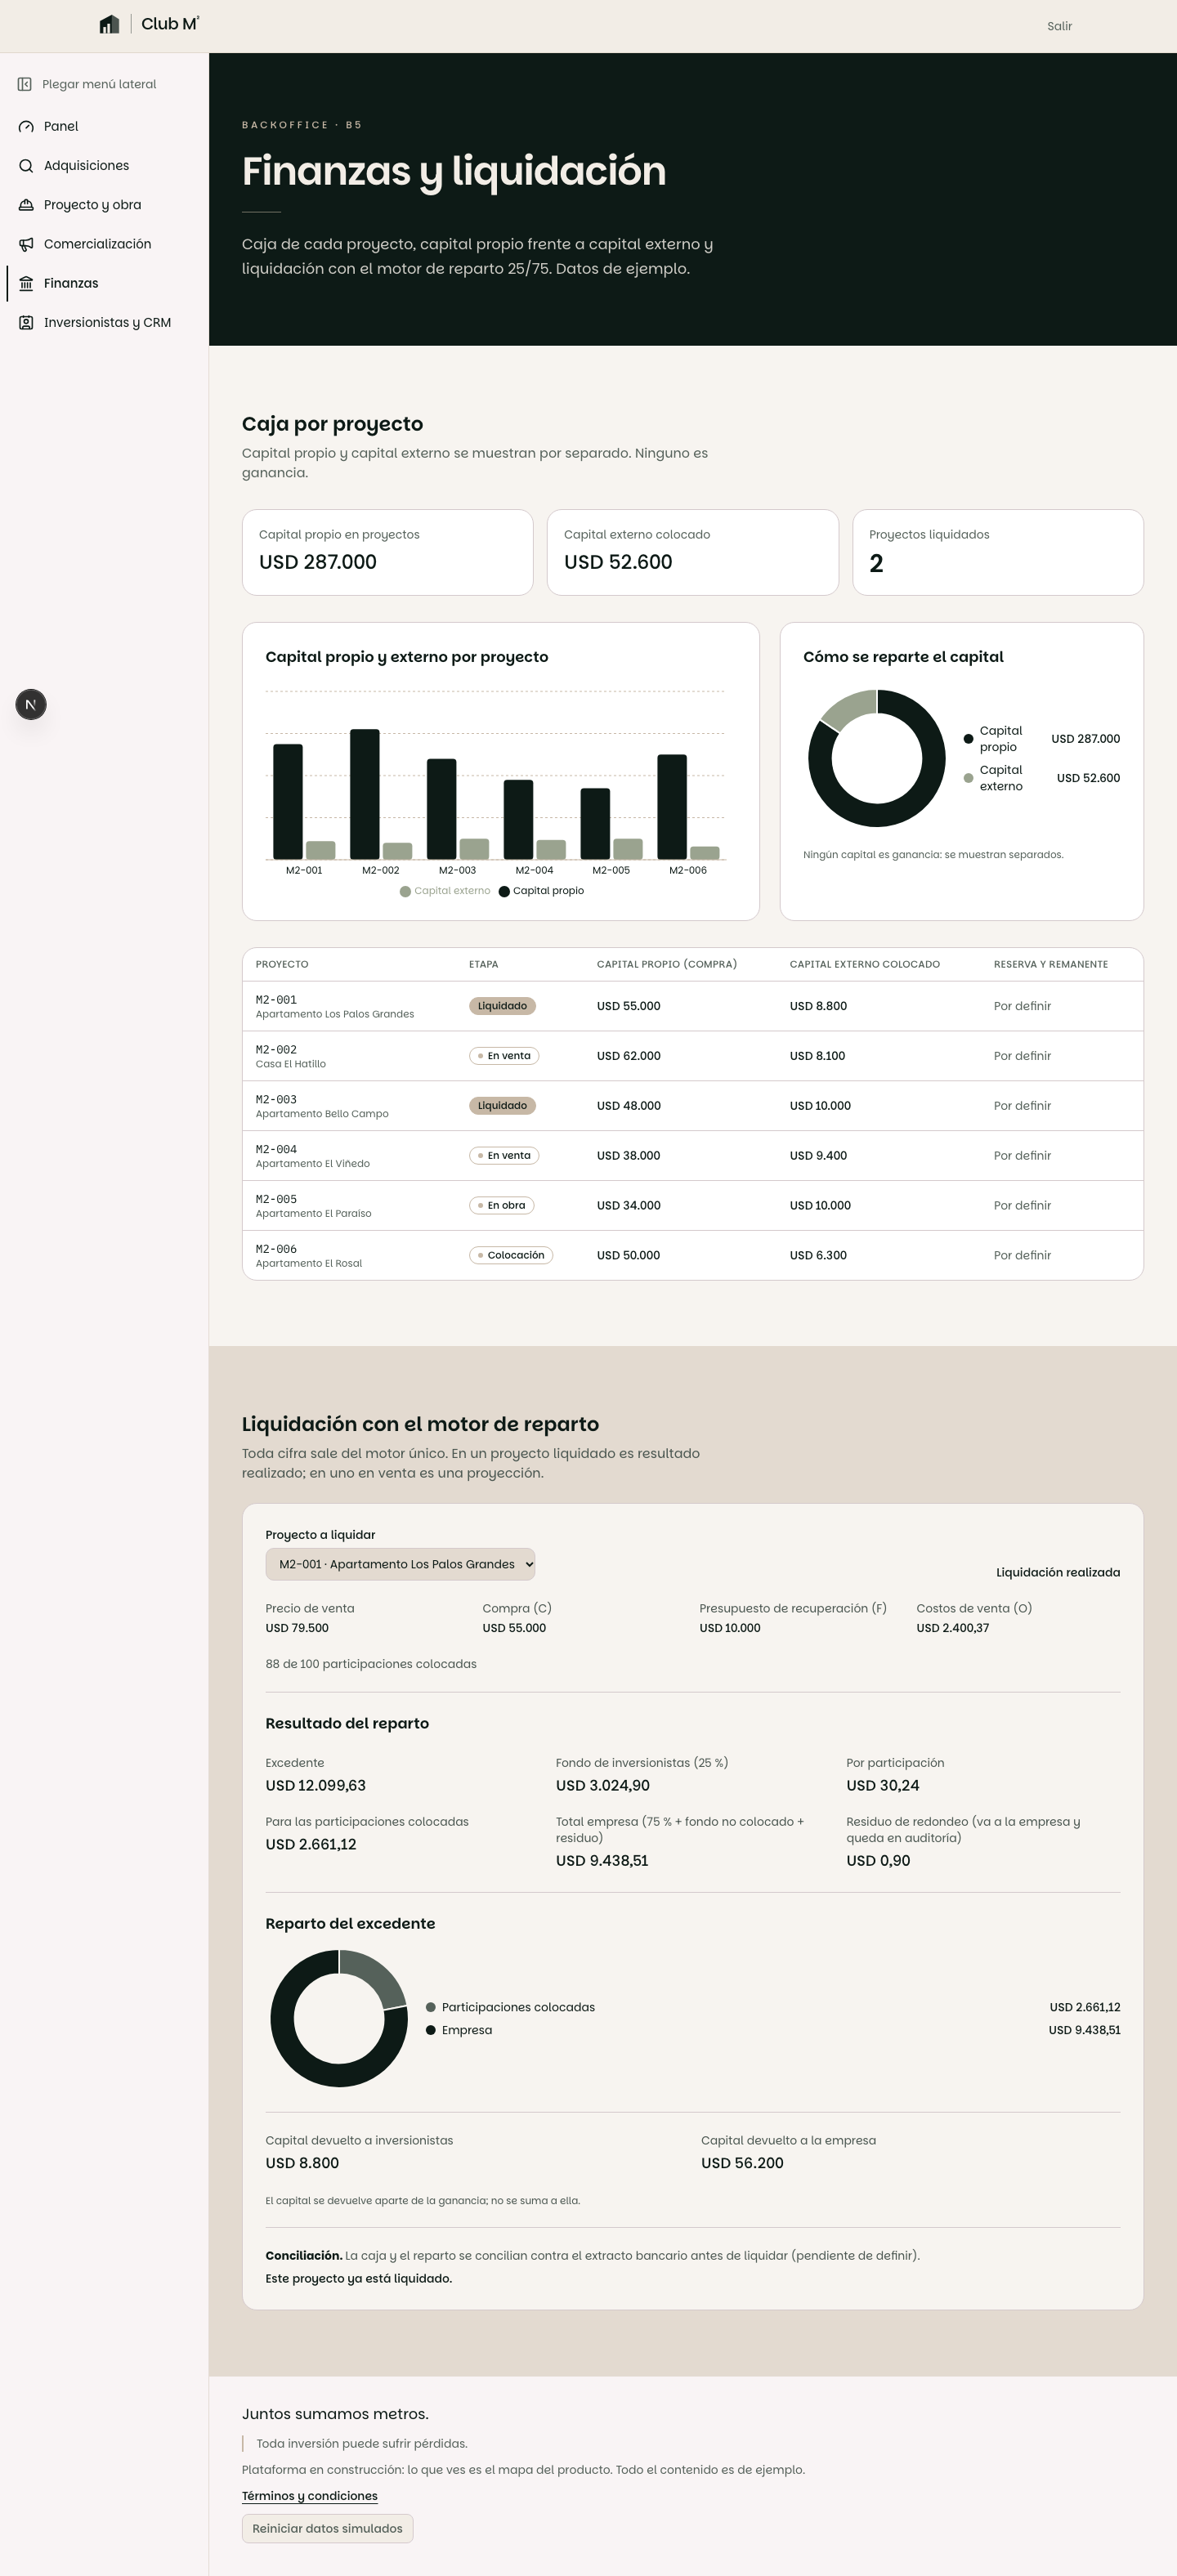 Club M²
Salir
Plegar menú lateral
Panel
Adquisiciones
Proyecto y obra
Comercialización
Finanzas
Inversionistas y CRM
N
BACKOFFICE · B5
Finanzas y liquidación
Caja de cada proyecto, capital propio frente a capital externo y
liquidación con el motor de reparto 25/75. Datos de ejemplo.
Caja por proyecto
Capital propio y capital externo se muestran por separado. Ninguno es
ganancia.
Capital propio en proyectos
USD 287.000
Capital externo colocado
USD 52.600
Proyectos liquidados
2
Capital propio y externo por proyecto
M2-001 M2-002 M2-003 M2-004 M2-005 M2-006
Capital externo Capital propio
Cómo se reparte el capital
Capital
propio
USD 287.000
Capital
externo
USD 52.600
Ningún capital es ganancia: se muestran separados.
PROYECTO ETAPA CAPITAL PROPIO (COMPRA) CAPITAL EXTERNO COLOCADO RESERVA Y REMANENTE
M2-001
Apartamento Los Palos Grandes
Liquidado USD 55.000 USD 8.800 Por definir
M2-002
Casa El Hatillo
En venta USD 62.000 USD 8.100 Por definir
M2-003
Apartamento Bello Campo
Liquidado USD 48.000 USD 10.000 Por definir
M2-004
Apartamento El Viñedo
En venta USD 38.000 USD 9.400 Por definir
M2-005
Apartamento El Paraíso
En obra USD 34.000 USD 10.000 Por definir
M2-006
Apartamento El Rosal
Colocación USD 50.000 USD 6.300 Por definir
Liquidación con el motor de reparto
Toda cifra sale del motor único. En un proyecto liquidado es resultado
realizado; en uno en venta es una proyección.
Proyecto a liquidar
M2-001 · Apartamento Los Palos Grandes
Liquidación realizada
Precio de venta Compra (C) Presupuesto de recuperación (F) Costos de venta (O)
USD 79.500 USD 55.000 USD 10.000 USD 2.400,37
88 de 100 participaciones colocadas
Resultado del reparto
Excedente Fondo de inversionistas (25 %) Por participación
USD 12.099,63 USD 3.024,90 USD 30,24
Para las participaciones colocadas
USD 2.661,12
Total empresa (75 % + fondo no colocado +
residuo)
USD 9.438,51
Residuo de redondeo (va a la empresa y
queda en auditoría)
USD 0,90
Reparto del excedente
Participaciones colocadas USD 2.661,12
Empresa USD 9.438,51
Capital devuelto a inversionistas Capital devuelto a la empresa
USD 8.800 USD 56.200
El capital se devuelve aparte de la ganancia; no se suma a ella.
Conciliación. La caja y el reparto se concilian contra el extracto bancario antes de liquidar (pendiente de definir).
Este proyecto ya está liquidado.
Juntos sumamos metros.
Toda inversión puede sufrir pérdidas.
Plataforma en construcción: lo que ves es el mapa del producto. Todo el contenido es de ejemplo.
Términos y condiciones
Reiniciar datos simulados